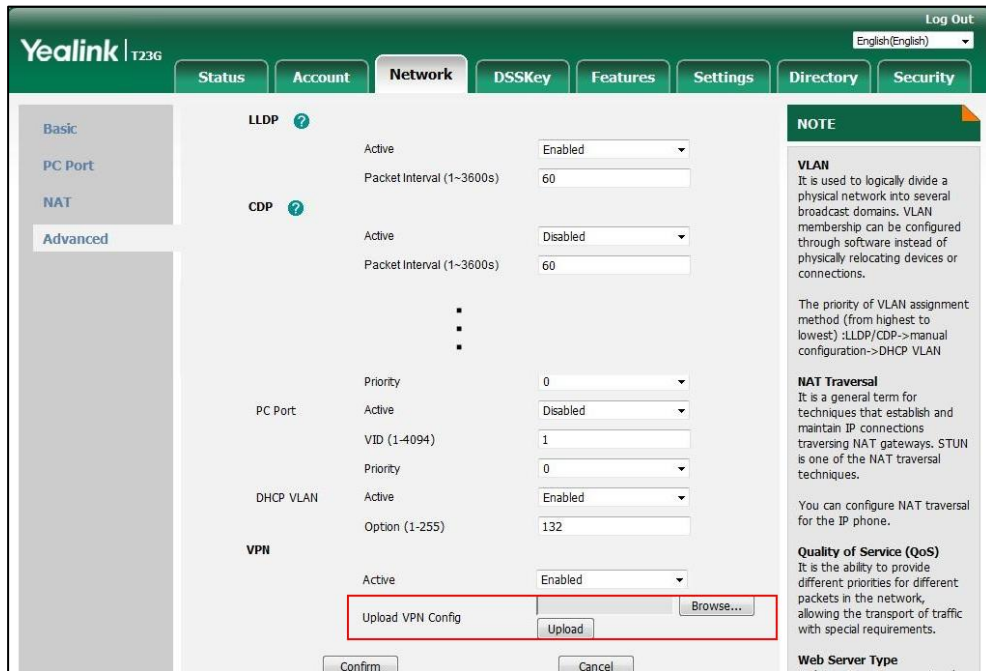 Log Out
Yealink T23G
English(English)
Status Account Network DSSKey Features Settings Directory Security
Basic
PC Port
NAT
Advanced
LLDP ?
Active Enabled
Packet Interval (1~3600s) 60
CDP ?
Active Disabled
Packet Interval (1~3600s) 60
Priority 0
PC Port Active Disabled
VID (1-4094) 1
Priority 0
DHCP VLAN Active Enabled
Option (1-255) 132
VPN
Active Enabled
Upload VPN Config Browse...
Upload
Confirm Cancel
NOTE
VLAN
It is used to logically divide a
physical network into several
broadcast domains. VLAN
membership can be configured
through software instead of
physically relocating devices or
connections.
The priority of VLAN assignment
method (from highest to
lowest) :LLDP/CDP->manual
configuration->DHCP VLAN
NAT Traversal
It is a general term for
techniques that establish and
maintain IP connections
traversing NAT gateways. STUN
is one of the NAT traversal
techniques.
You can configure NAT traversal
for the IP phone.
Quality of Service (QoS)
It is the ability to provide
different priorities for different
packets in the network,
allowing the transport of traffic
with special requirements.
Web Server Type